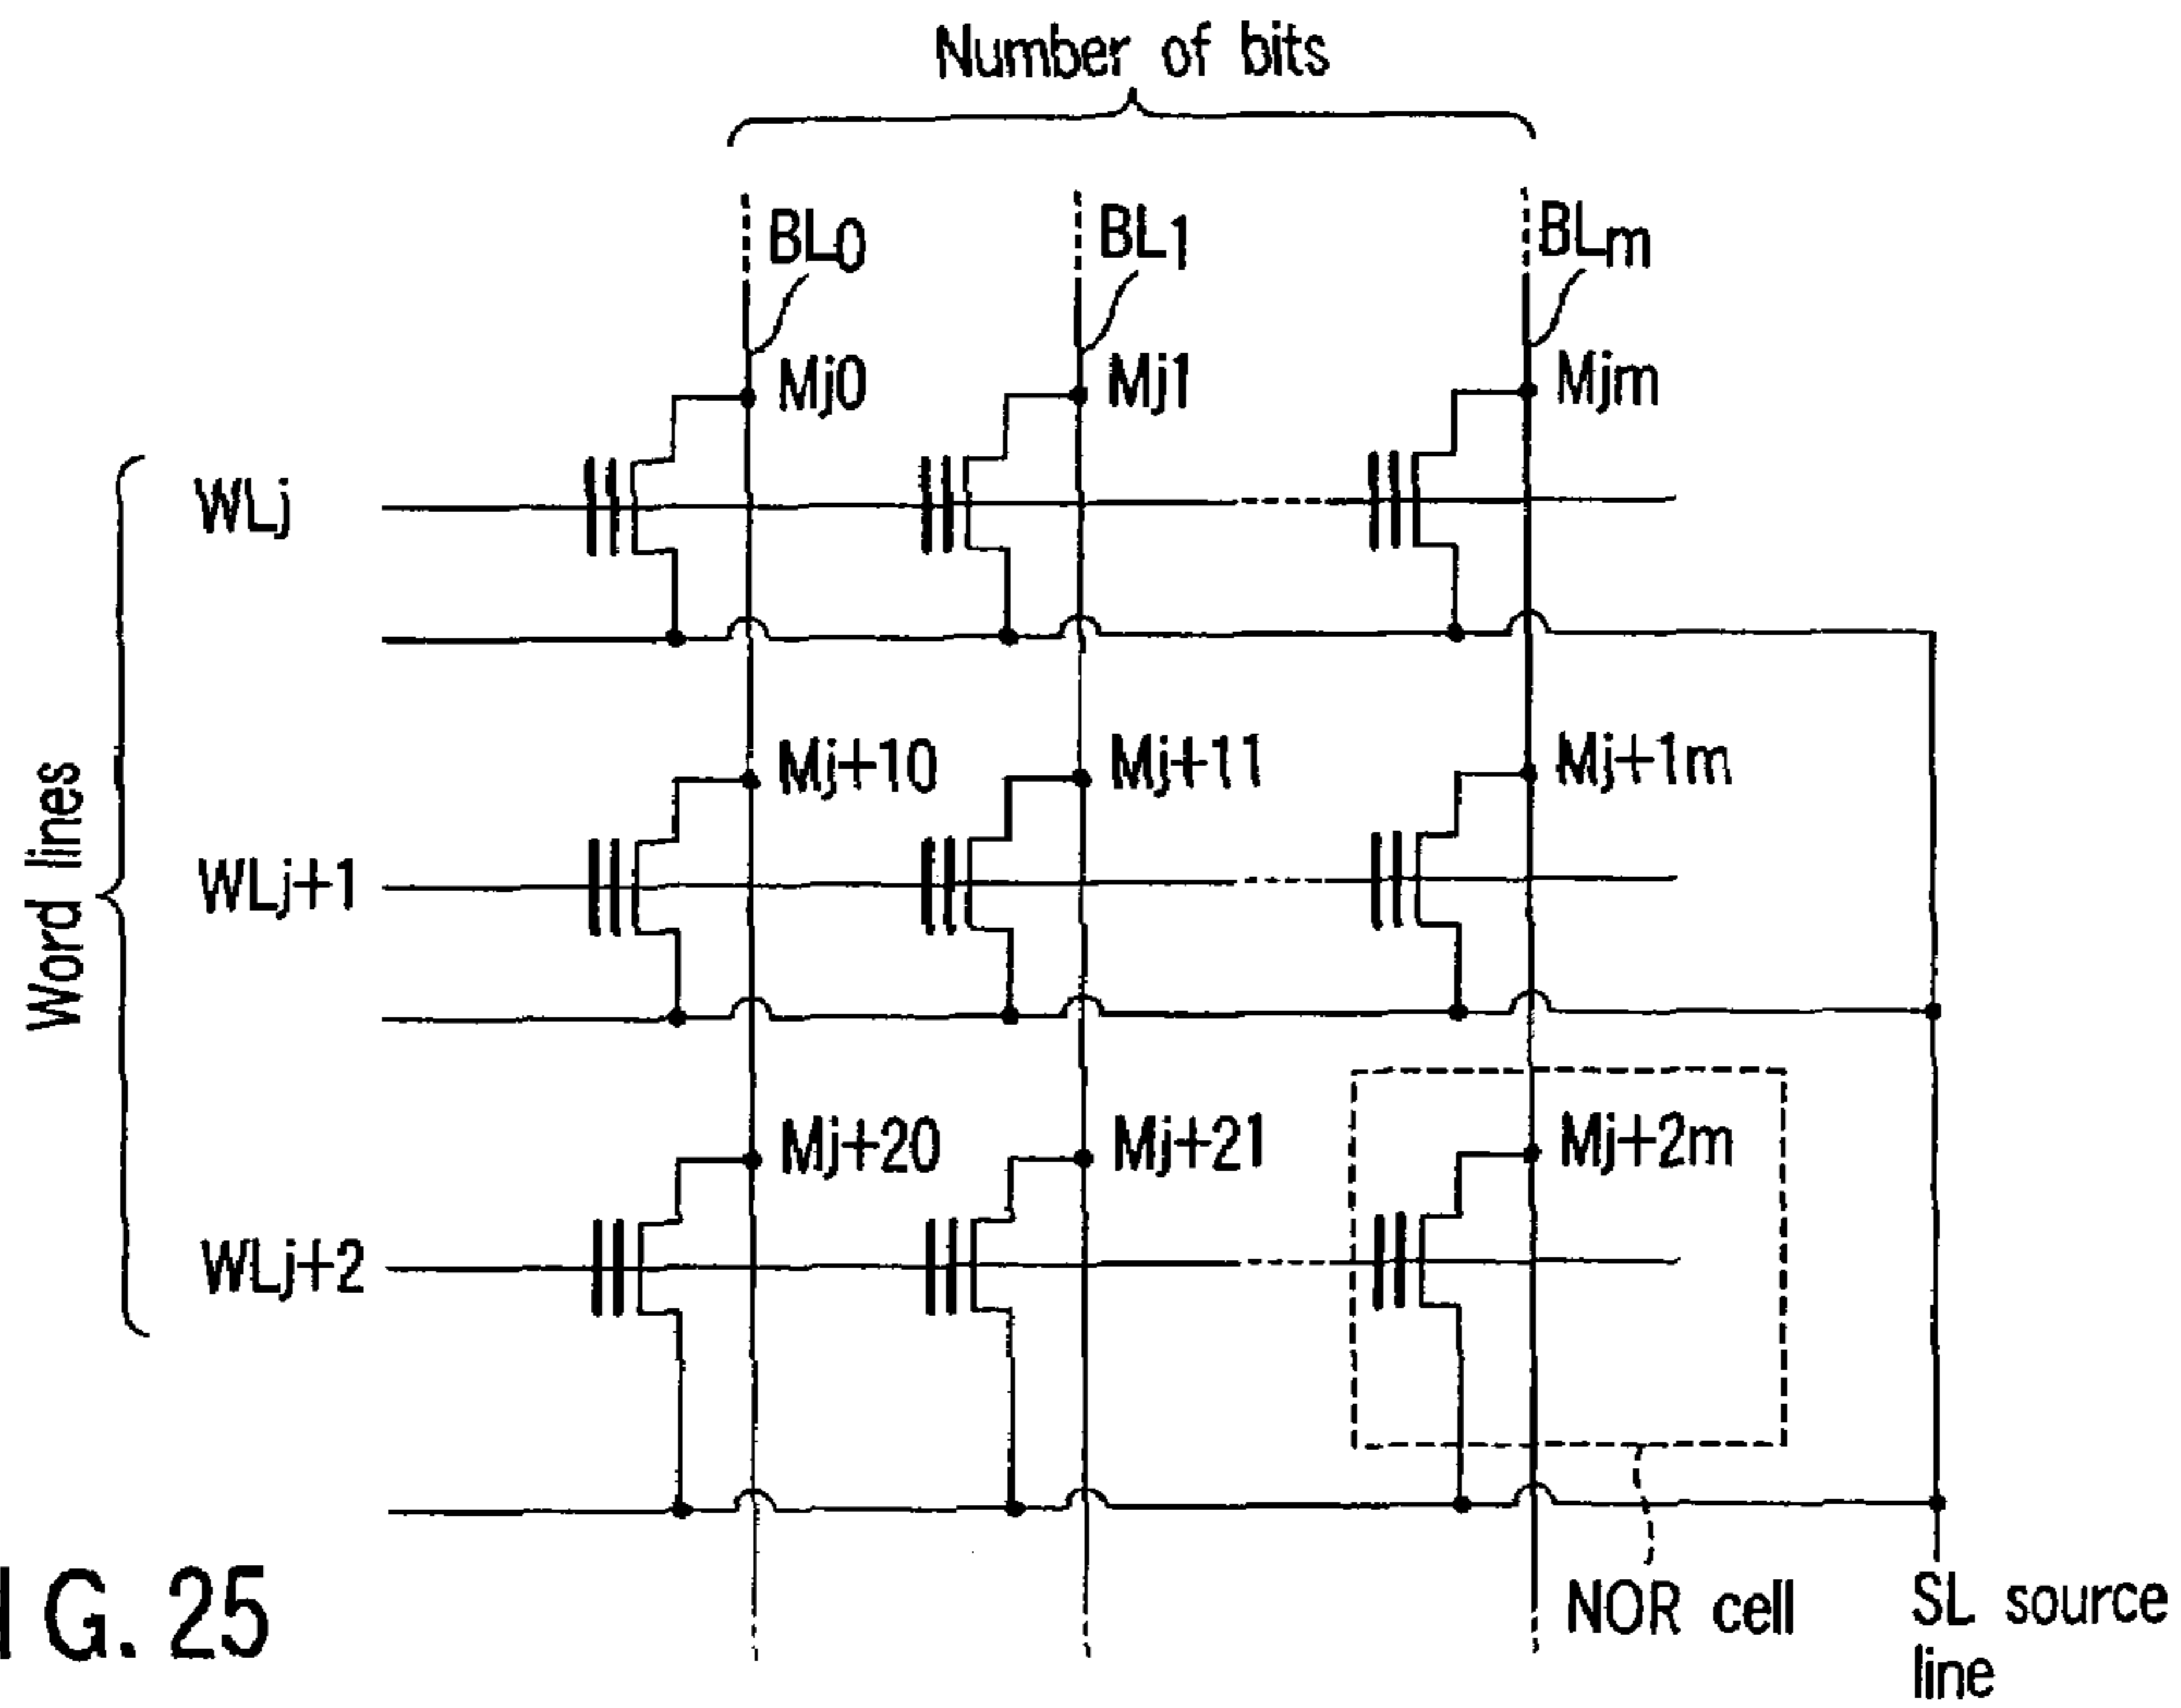 Number of bits
BL0
BL1
BLm
Mj0
Mj1
Mjm
WLj
Mj+10
Mj+11
Mj+1m
Word lines
WLj+1
Mj+20
Mj+21
Mj+2m
WLj+2
NOR cell
SL source
line
IG. 25